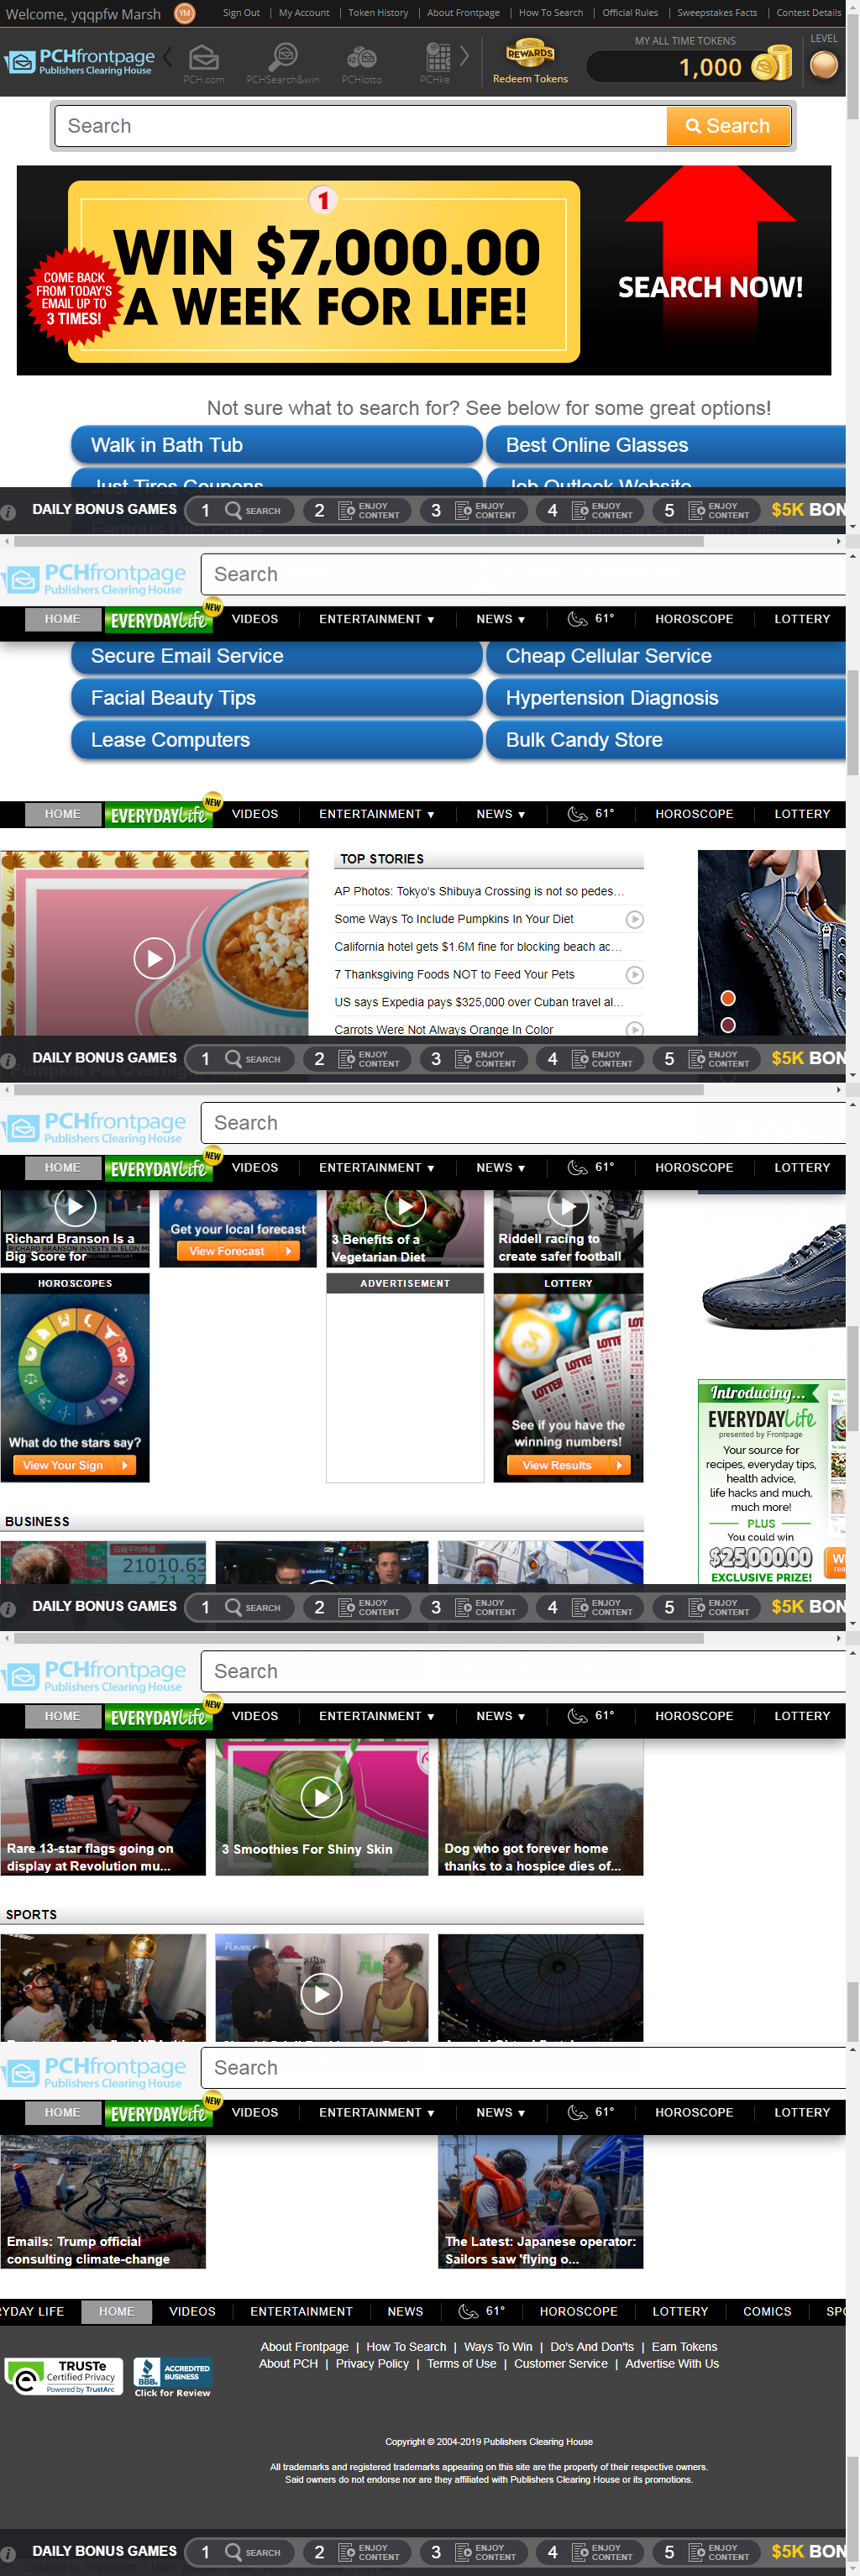 Welcome, yqqpfw Marsh YM Sign Out | My Account | Token History | About Frontpage | How To Search | Official Rules | Sweepstakes Facts | Contest Details
PCHfrontpage
Publishers Clearing House
PCH.com PCHSearch&win PCHlotto PCHke
REWARDS
Redeem Tokens
MY ALL TIME TOKENS
1,000
LEVEL
Search Search
1
WIN $7,000.00
A WEEK FOR LIFE!
COME BACK
FROM TODAY'S
EMAIL UP TO
3 TIMES!
SEARCH NOW!
Not sure what to search for? See below for some great options!
Walk in Bath Tub Best Online Glasses
Just Tires Coupons Job Outlook Website
DAILY BONUS GAMES 1 SEARCH 2 ENJOY CONTENT 3 ENJOY CONTENT 4 ENJOY CONTENT 5 ENJOY CONTENT $5K BON
PCHfrontpage
Publishers Clearing House
Search
HOME EVERYDAYLife NEW VIDEOS ENTERTAINMENT ▼ NEWS ▼ 61° HOROSCOPE LOTTERY
Secure Email Service Cheap Cellular Service
Facial Beauty Tips Hypertension Diagnosis
Lease Computers Bulk Candy Store
HOME EVERYDAYLife NEW VIDEOS ENTERTAINMENT ▼ NEWS ▼ 61° HOROSCOPE LOTTERY
TOP STORIES
AP Photos: Tokyo's Shibuya Crossing is not so pedes...
Some Ways To Include Pumpkins In Your Diet
California hotel gets $1.6M fine for blocking beach ac...
7 Thanksgiving Foods NOT to Feed Your Pets
US says Expedia pays $325,000 over Cuban travel al...
Carrots Were Not Always Orange In Color
DAILY BONUS GAMES 1 SEARCH 2 ENJOY CONTENT 3 ENJOY CONTENT 4 ENJOY CONTENT 5 ENJOY CONTENT $5K BON
PCHfrontpage
Publishers Clearing House
Search
HOME EVERYDAYLife NEW VIDEOS ENTERTAINMENT ▼ NEWS ▼ 61° HOROSCOPE LOTTERY
Richard Branson Is a
Big Score for
Get your local forecast
View Forecast
3 Benefits of a
Vegetarian Diet
Riddell racing to
create safer football
HOROSCOPES ADVERTISEMENT LOTTERY
What do the stars say?
View Your Sign
LOTTE
See if you have the
winning numbers!
View Results
Introducing...
EVERYDAYLife
presented by Frontpage
Your source for
recipes, everyday tips,
health advice,
life hacks and much,
much more!
PLUS
You could win
$25,000.00
EXCLUSIVE PRIZE!
BUSINESS
21010.63
DAILY BONUS GAMES 1 SEARCH 2 ENJOY CONTENT 3 ENJOY CONTENT 4 ENJOY CONTENT 5 ENJOY CONTENT $5K BON
PCHfrontpage
Publishers Clearing House
Search
HOME EVERYDAYLife NEW VIDEOS ENTERTAINMENT ▼ NEWS ▼ 61° HOROSCOPE LOTTERY
Rare 13-star flags going on
display at Revolution mu...
3 Smoothies For Shiny Skin
Dog who got forever home
thanks to a hospice dies of...
SPORTS
PCHfrontpage
Publishers Clearing House
Search
HOME EVERYDAYLife NEW VIDEOS ENTERTAINMENT ▼ NEWS ▼ 61° HOROSCOPE LOTTERY
Emails: Trump official
consulting climate-change
The Latest: Japanese operator:
Sailors saw 'flying o...
RYDAY LIFE HOME VIDEOS ENTERTAINMENT NEWS 61° HOROSCOPE LOTTERY COMICS SPO
About Frontpage | How To Search | Ways To Win | Do's And Don'ts | Earn Tokens
About PCH | Privacy Policy | Terms of Use | Customer Service | Advertise With Us
TRUSTe
Certified Privacy
Powered by TrustArc
BBB ACCREDITED BUSINESS
Click for Review
Copyright © 2004-2019 Publishers Clearing House
All trademarks and registered trademarks appearing on this site are the property of their respective owners.
Said owners do not endorse nor are they affiliated with Publishers Clearing House or its promotions.
DAILY BONUS GAMES 1 SEARCH 2 ENJOY CONTENT 3 ENJOY CONTENT 4 ENJOY CONTENT 5 ENJOY CONTENT $5K BON